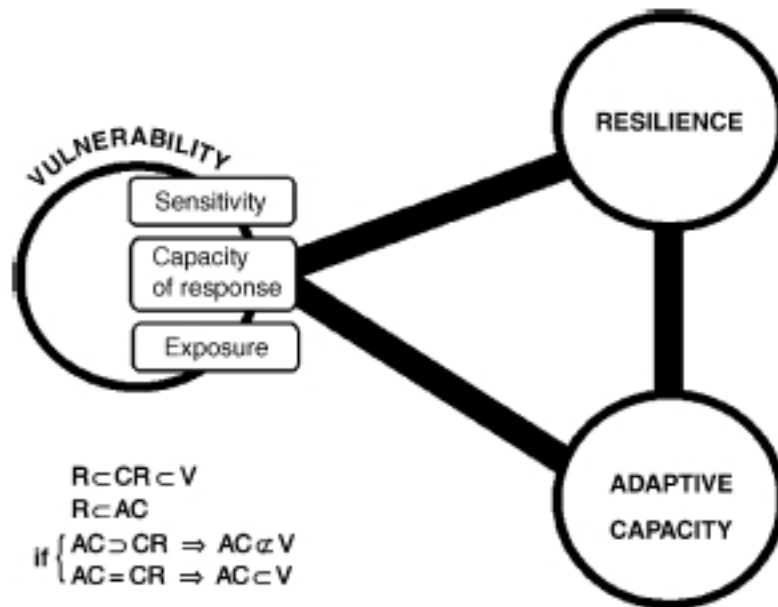 VULNERABILITY
Sensitivity
Capacity
of response
Exposure
RESILIENCE
ADAPTIVE
CAPACITY
R⊂CR⊂V
R⊂AC
if { AC⊃CR ⇒ AC⊄V
AC=CR ⇒ AC⊂V